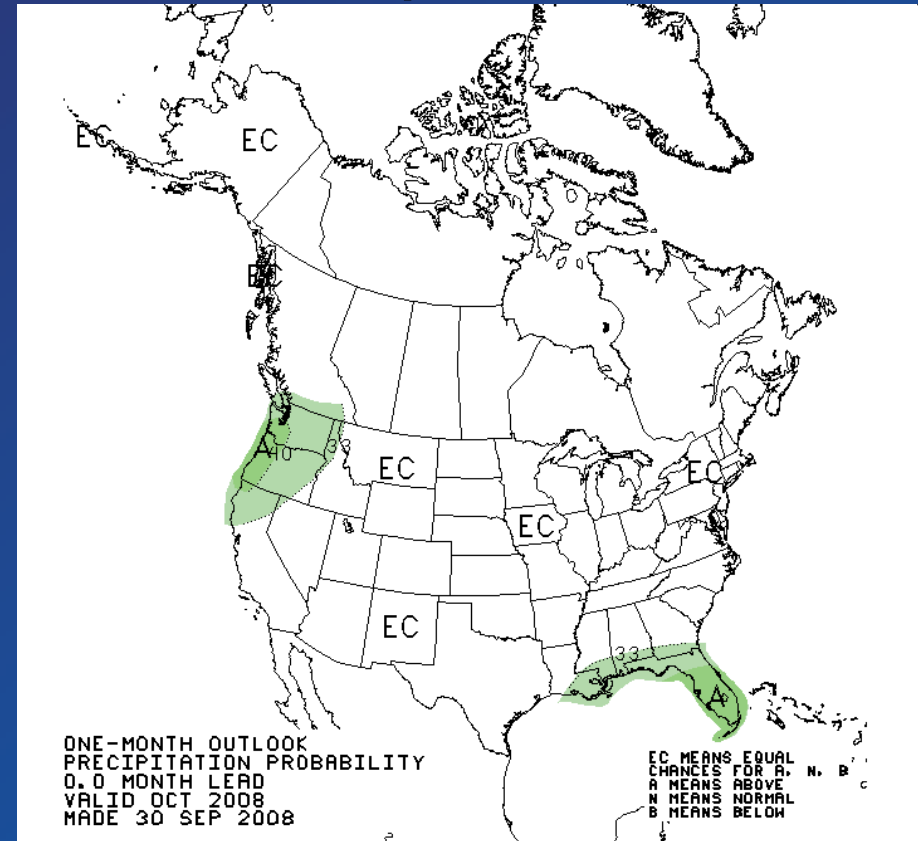 EC
EC
EC
A
40
33
EC
EC
EC
EC
33
A
ONE-MONTH OUTLOOK
PRECIPITATION PROBABILITY
0.0 MONTH LEAD
VALID OCT 2008
MADE 30 SEP 2008
EC MEANS EQUAL
CHANCES FOR A, N, B
A MEANS ABOVE
N MEANS NORMAL
B MEANS BELOW